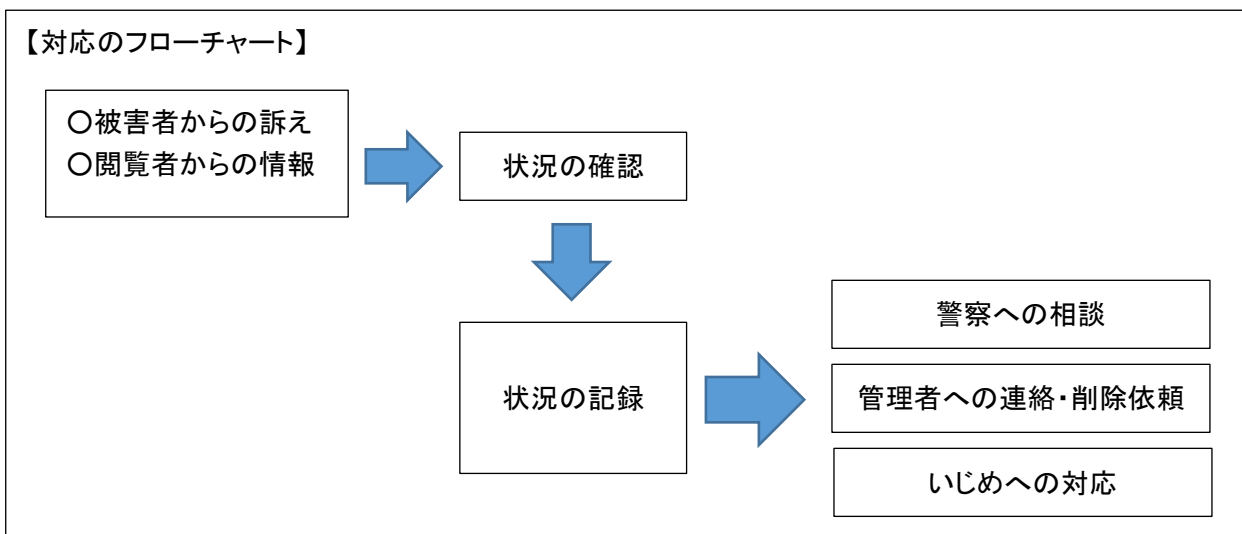 【対応のフローチャート】
〇被害者からの訴え
〇閲覧者からの情報
状況の確認
状況の記録
警察への相談
管理者への連絡・削除依頼
いじめへの対応